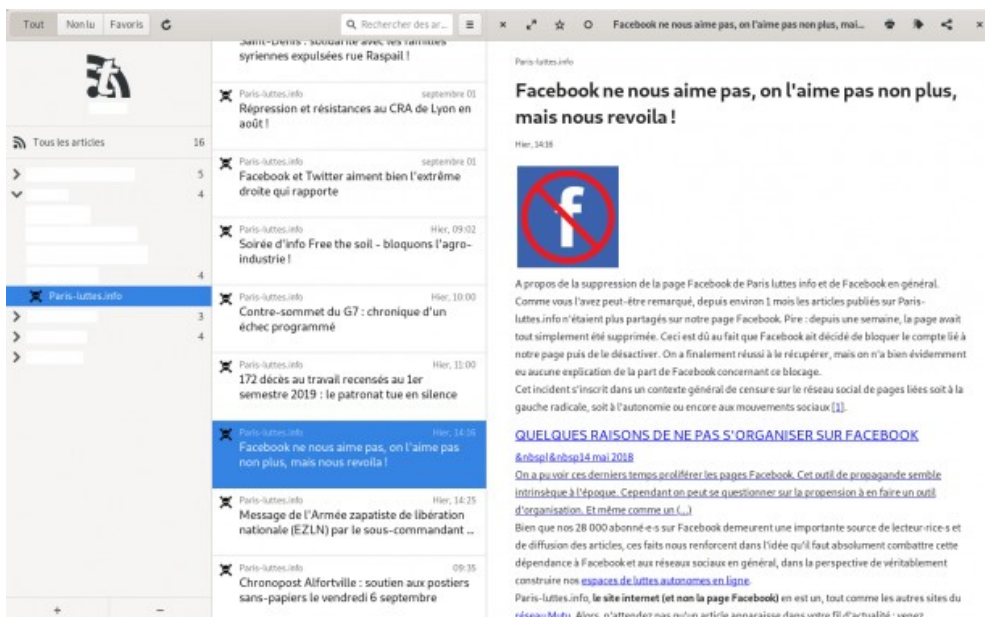 Tout Non lu Favoris
Rechercher des ar...
Facebook ne nous aime pas, on l'aime pas non plus, mai...
Tous les articles 16
5
4
4
Paris-luttes.info
3
4
+ −
Saint-Denis : solidarité avec les familles
syriennes expulsées rue Raspail !
Paris-luttes.info septembre 01
Répression et résistances au CRA de Lyon en
août !
Paris-luttes.info septembre 01
Facebook et Twitter aiment bien l'extrême
droite qui rapporte
Paris-luttes.info Hier, 09:02
Soirée d'info Free the soil - bloquons l'agro-
industrie !
Paris-luttes.info Hier, 10:00
Contre-sommet du G7 : chronique d'un
échec programmé
Paris-luttes.info Hier, 11:00
172 décès au travail recensés au 1er
semestre 2019 : le patronat tue en silence
Paris-luttes.info Hier, 14:16
Facebook ne nous aime pas, on l'aime pas
non plus, mais nous revoila !
Paris-luttes.info Hier, 14:25
Message de l'Armée zapatiste de libération
nationale (EZLN) par le sous-commandant ...
Paris-luttes.info 09:35
Chronopost Alfortville : soutien aux postiers
sans-papiers le vendredi 6 septembre
Paris-luttes.info
Facebook ne nous aime pas, on l'aime pas non plus,
mais nous revoila !
Hier, 14:16
f
A propos de la suppression de la page Facebook de Paris luttes info et de Facebook en général.
Comme vous l'avez peut-être remarqué, depuis environ 1 mois les articles publiés sur Paris-
luttes.info n'étaient plus partagés sur notre page Facebook. Pire : depuis une semaine, la page avait
tout simplement été supprimée. Ceci est dû au fait que Facebook ait décidé de bloquer le compte lié à
notre page puis de le désactiver. On a finalement réussi à le récupérer, mais on n'a bien évidemment
eu aucune explication de la part de Facebook concernant ce blocage.
Cet incident s'inscrit dans un contexte général de censure sur le réseau social de pages liées soit à la
gauche radicale, soit à l'autonomie ou encore aux mouvements sociaux [1].
QUELQUES RAISONS DE NE PAS S'ORGANISER SUR FACEBOOK
&nbspl&nbsp14 mai 2018
On a pu voir ces derniers temps proliférer les pages Facebook. Cet outil de propagande semble
intrinsèque à l'époque. Cependant on peut se questionner sur la propension à en faire un outil
d'organisation. Et même comme un (...)
Bien que nos 28 000 abonné-e-s sur Facebook demeurent une importante source de lecteur-rice-s et
de diffusion des articles, ces faits nous renforcent dans l'idée qu'il faut absolument combattre cette
dépendance à Facebook et aux réseaux sociaux en général, dans la perspective de véritablement
construire nos espaces de luttes autonomes en ligne.
Paris-luttes.info, le site internet (et non la page Facebook) en est un, tout comme les autres sites du
réseau Mutu. Alors, n'attendez pas qu'un article apparaisse dans votre fil d'actualité : venez